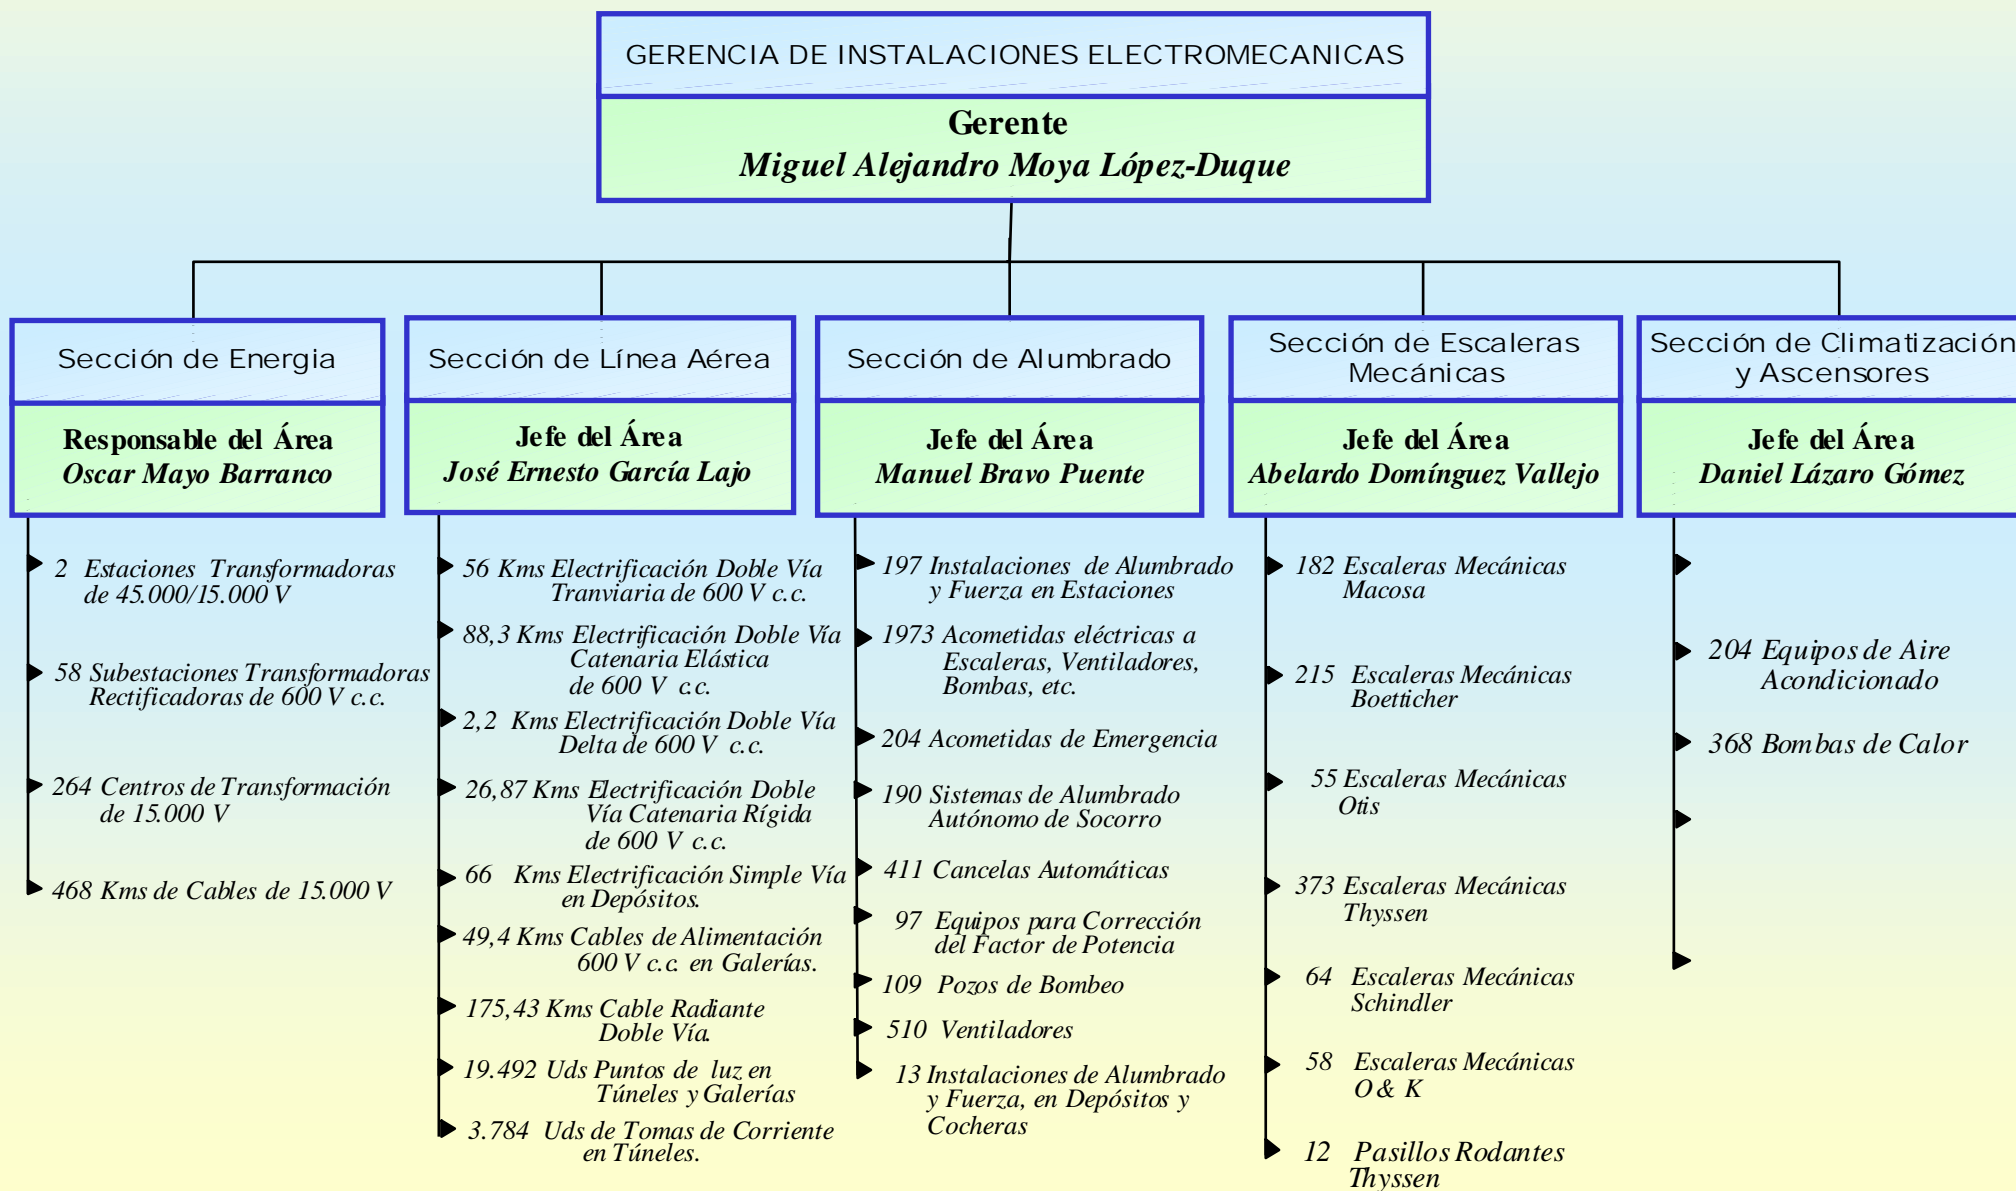 GERENCIA DE INSTALACIONES ELECTROMECANICAS
Gerente
Miguel Alejandro Moya López-Duque
Sección de Energia
Responsable del Área
Oscar Mayo Barranco
2 Estaciones Transformadoras
de 45.000/15.000 V
58 Subestaciones Transformadoras
Rectificadoras de 600 V c.c.
264 Centros de Transformación
de 15.000 V
468 Kms de Cables de 15.000 V
Sección de Línea Aérea
Jefe del Área
José Ernesto García Lajo
56 Kms Electrificación Doble Vía
Tranviaria de 600 V c.c.
88,3 Kms Electrificación Doble Vía
Catenaria Elástica
de 600 V c.c.
2,2 Kms Electrificación Doble Vía
Delta de 600 V c.c.
26,87 Kms Electrificación Doble
Vía Catenaria Rígida
de 600 V c.c.
66 Kms Electrificación Simple Vía
en Depósitos.
49,4 Kms Cables de Alimentación
600 V c.c. en Galerías.
175,43 Kms Cable Radiante
Doble Vía.
19.492 Uds Puntos de luz en
Túneles y Galerías
3.784 Uds de Tomas de Corriente
en Túneles.
Sección de Alumbrado
Jefe del Área
Manuel Bravo Puente
197 Instalaciones de Alumbrado
y Fuerza en Estaciones
1973 Acometidas eléctricas a
Escaleras, Ventiladores,
Bombas, etc.
204 Acometidas de Emergencia
190 Sistemas de Alumbrado
Autónomo de Socorro
411 Cancelas Automáticas
97 Equipos para Corrección
del Factor de Potencia
109 Pozos de Bombeo
510 Ventiladores
13 Instalaciones de Alumbrado
y Fuerza, en Depósitos y
Cocheras
Sección de Escaleras
Mecánicas
Jefe del Área
Abelardo Domínguez Vallejo
182 Escaleras Mecánicas
Macosa
215 Escaleras Mecánicas
Boetticher
55 Escaleras Mecánicas
Otis
373 Escaleras Mecánicas
Thyssen
64 Escaleras Mecánicas
Schindler
58 Escaleras Mecánicas
O & K
12 Pasillos Rodantes
Thyssen
Sección de Climatización
y Ascensores
Jefe del Área
Daniel Lázaro Gómez
204 Equipos de Aire
Acondicionado
368 Bombas de Calor